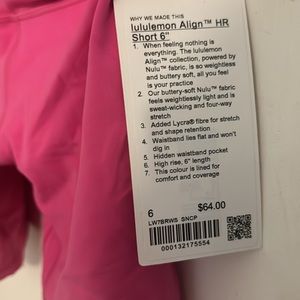 WHY WE MADE THIS
lululemon Align™ HR
Short 6"
1. When feeling nothing is
everything. The lululemon
Align™ collection, powered by
Nulu™ fabric, is so weightless
and buttery soft, all you feel
is your practice
2. Our buttery-soft Nulu™ fabric
feels weightlessly light and is
sweat-wicking and four-way
stretch
3. Added Lycra® fibre for stretch
and shape retention
4. Waistband lies flat and won't
dig in
5. Hidden waistband pocket
6. High rise, 6" length
7. This colour is lined for
comfort and coverage
6 $64.00
LW7BRWS SNCP
000132175554